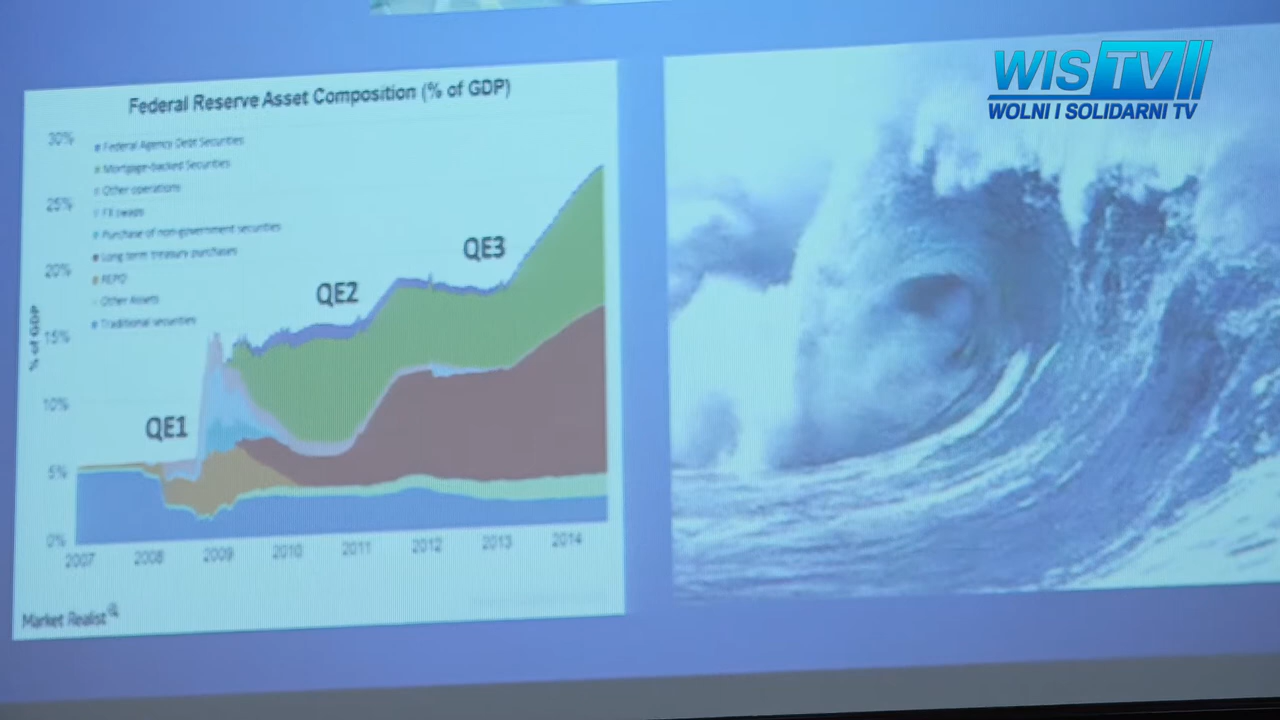 WIS TV
WOLNI I SOLIDARNI TV
Federal Reserve Asset Composition (% of GDP)
30%
25%
20%
15%
10%
5%
0%
% of GDP
Federal Agency Debt Securities
Mortgage-backed Securities
Other operations
FX swaps
Purchase of non-government securities
Long term treasury purchases
REPO
Other Assets
Traditional securities
QE1
QE2
QE3
2007 2008 2009 2010 2011 2012 2013 2014
Market Realist